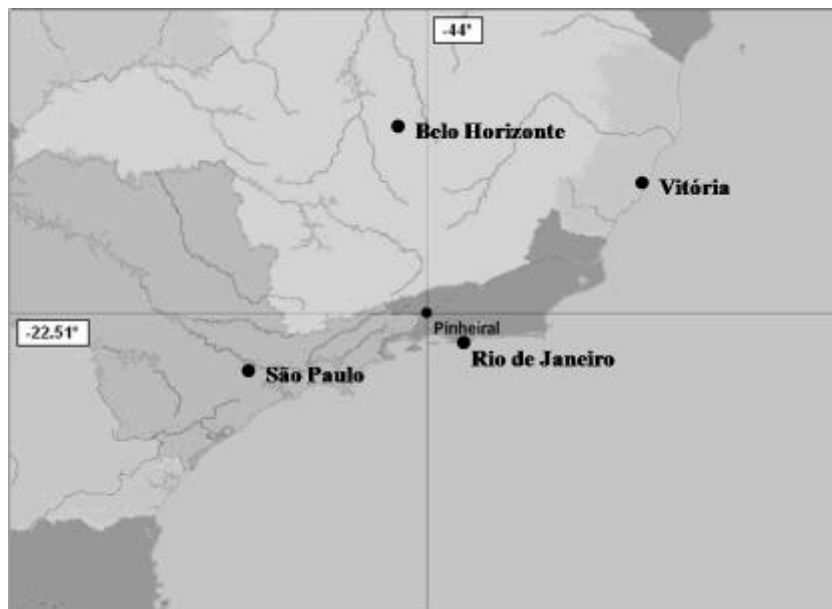 -44°
Belo Horizonte
Vitória
-22.51°
Pinheiral
Rio de Janeiro
São Paulo